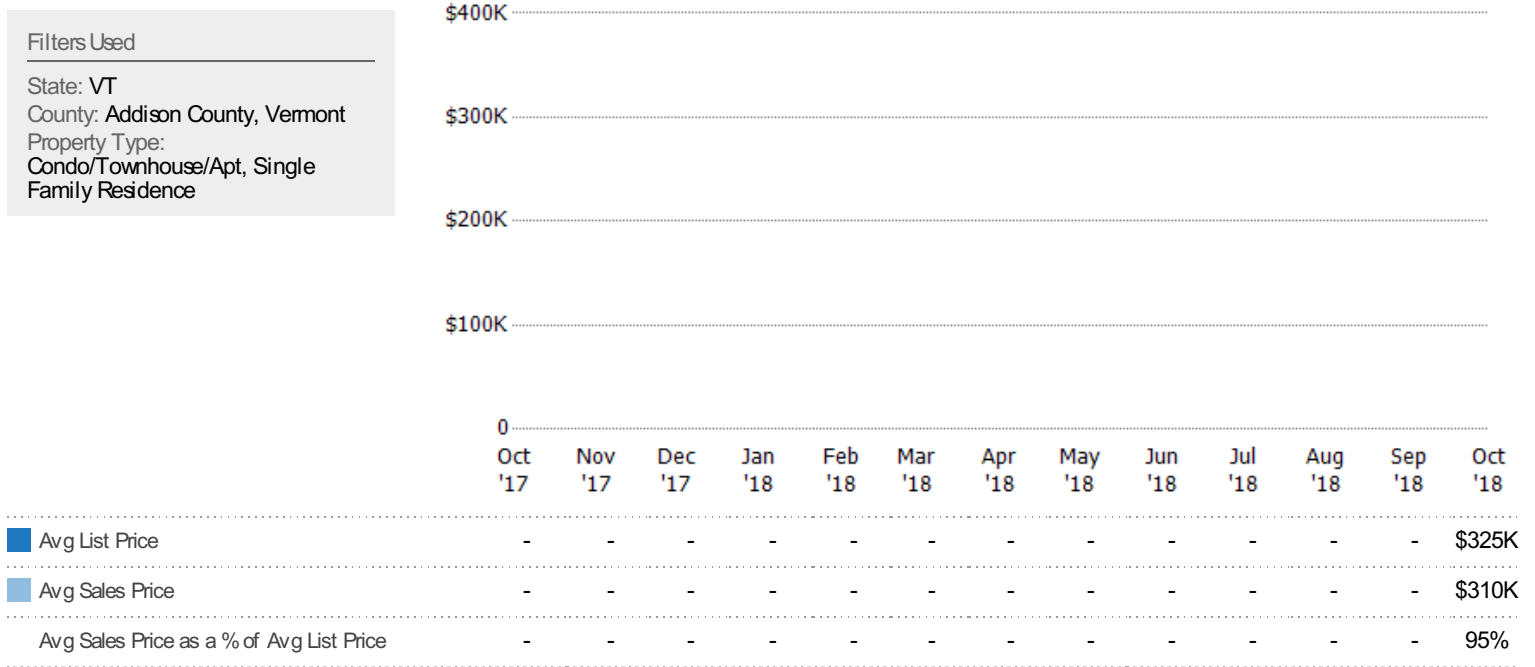 Filters Used
State: VT
County: Addison County, Vermont
Property Type:
Condo/Townhouse/Apt, Single
Family Residence
$400K
$300K
$200K
$100K
0
Oct Nov Dec Jan Feb Mar Apr May Jun Jul Aug Sep Oct
'17 '17 '17 '18 '18 '18 '18 '18 '18 '18 '18 '18 '18
Avg List Price - - - - - - - - - - - - $325K
Avg Sales Price - - - - - - - - - - - - $310K
Avg Sales Price as a % of Avg List Price - - - - - - - - - - - - 95%